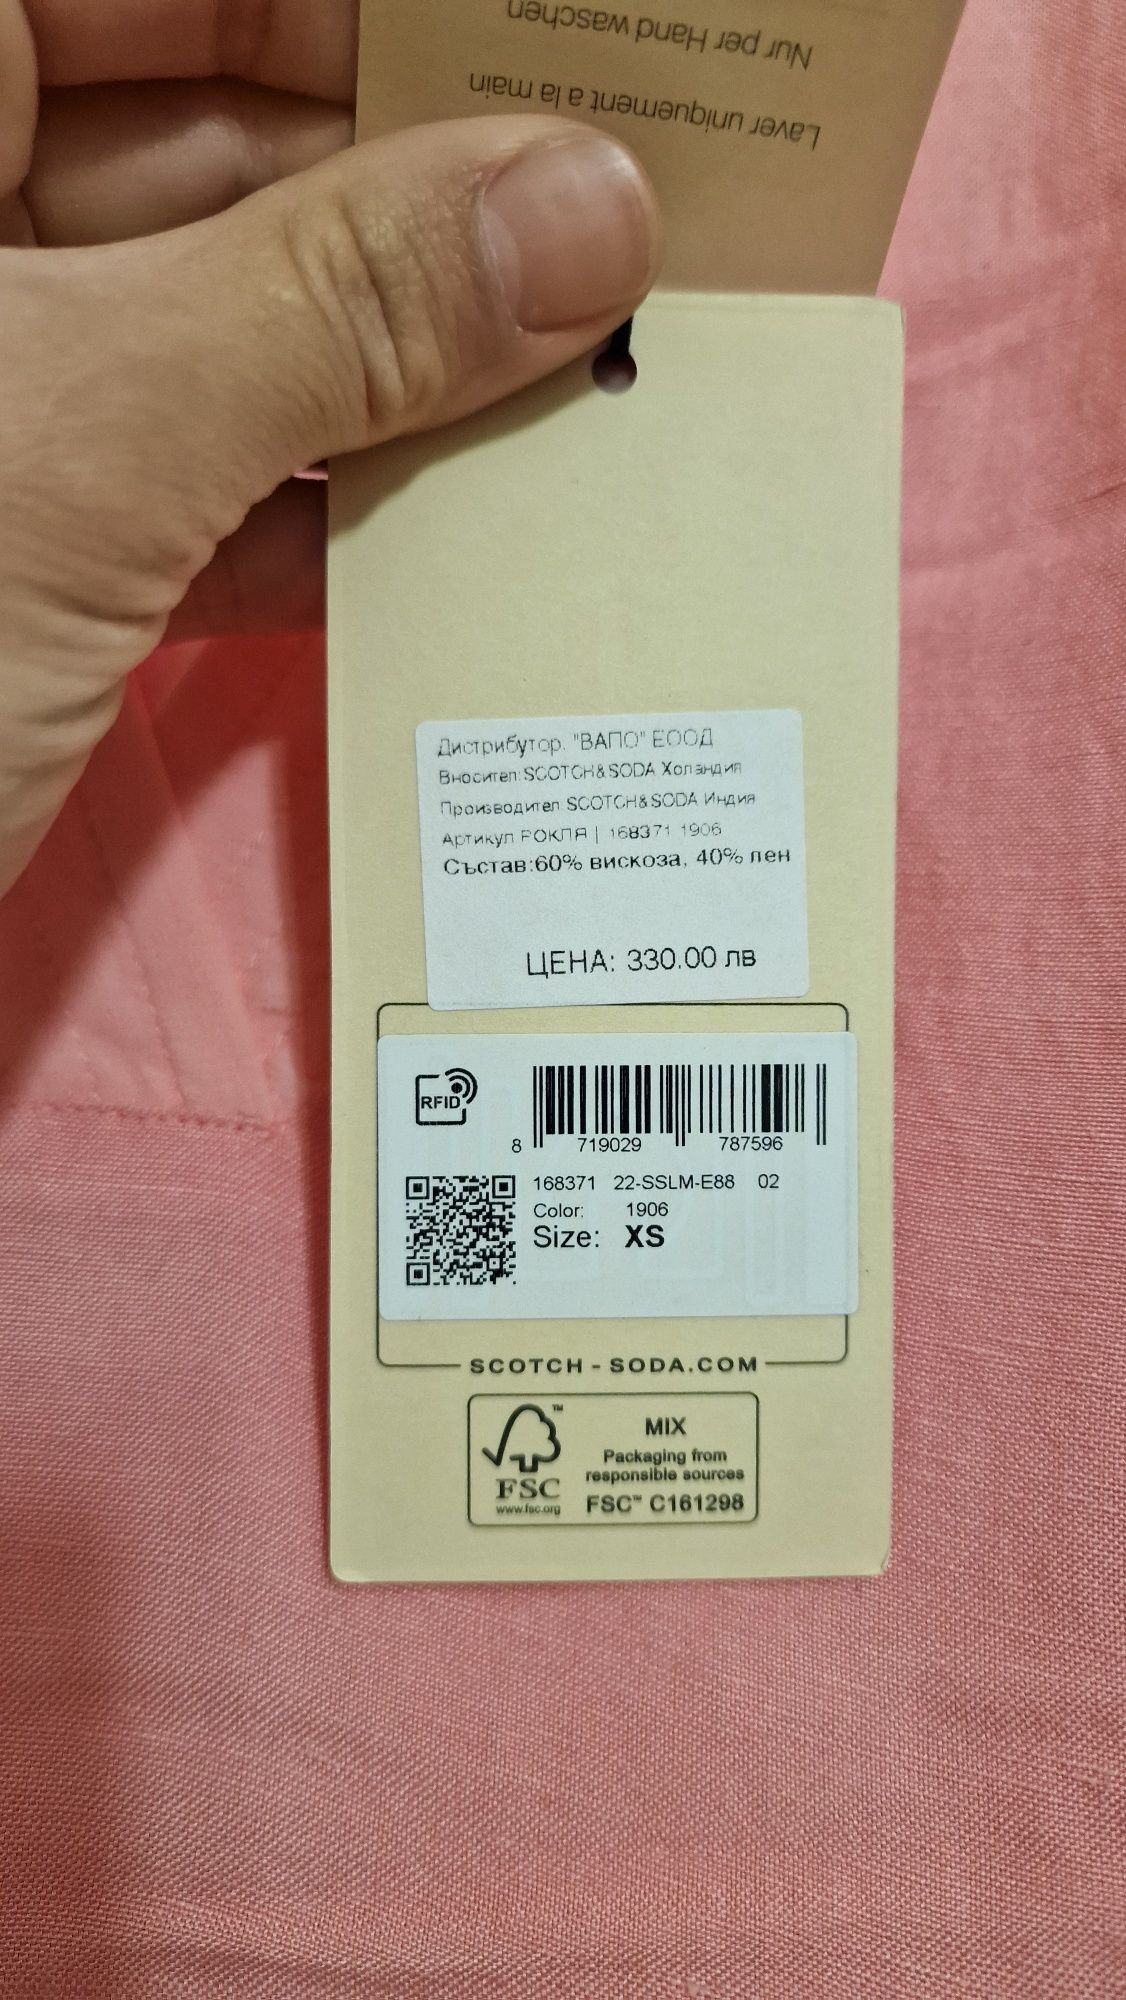 Nur per Hand waschen
Laver uniquement a la main
Дистрибутор. "ВАПО" ЕООД
Вносител:SCOTCH&SODA Холандия
Производител SCOTCH&SODA Индия
Артикул РОКЛЯ | 168371 1906
Състав:60% вискоза, 40% лен
ЦЕНА: 330.00 лв
RFID
8 719029 787596
168371 22-SSLM-E88 02
Color: 1906
Size: XS
SCOTCH - SODA.COM
MIX
Packaging from
responsible sources
FSC™ C161298
FSC
www.fsc.org